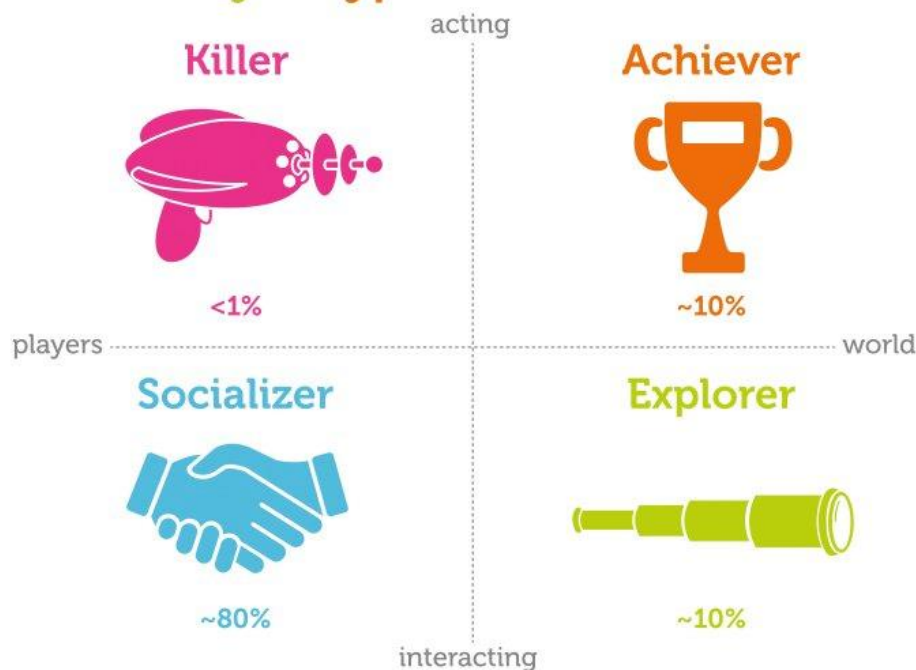 acting
Killer
Achiever
<1%
~10%
players
world
Socializer
Explorer
~80%
~10%
interacting